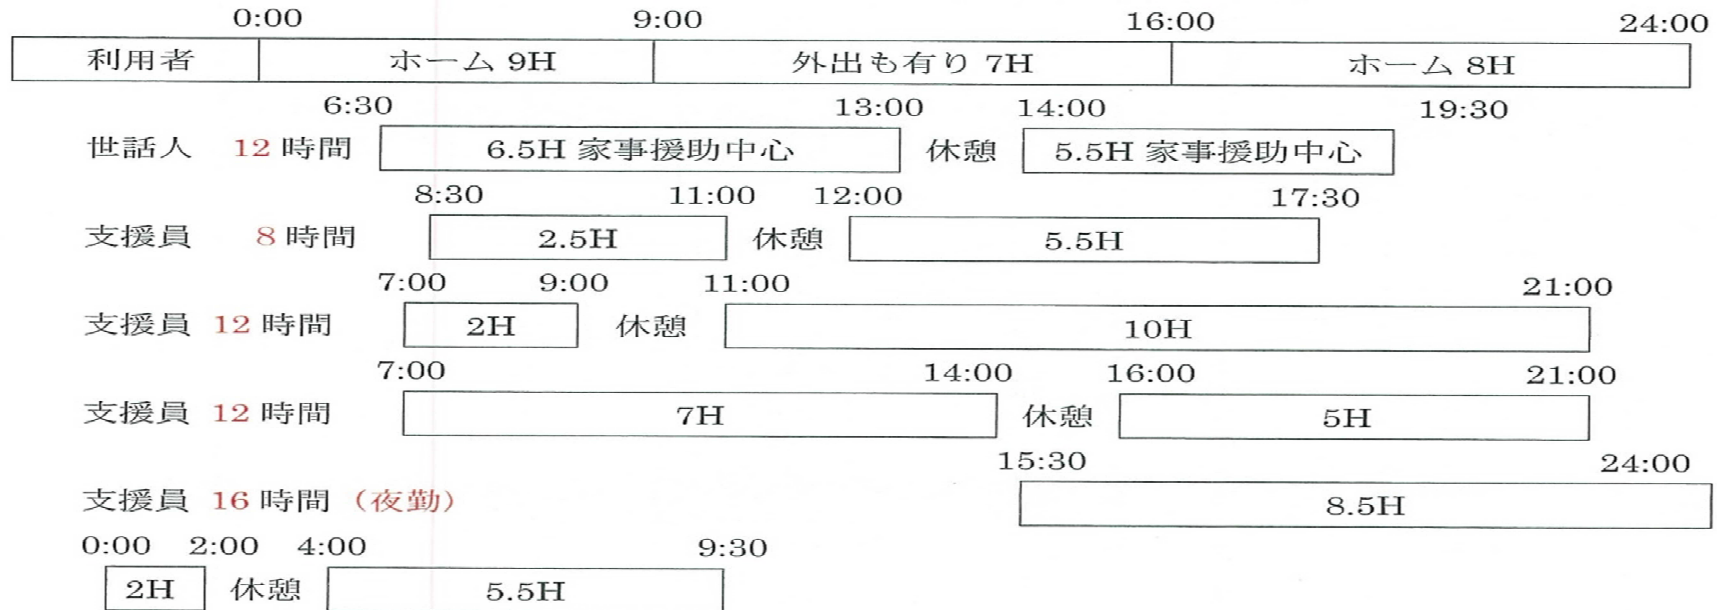 0:00 9:00 16:00 24:00
利用者 ホーム 9H 外出も有り 7H ホーム 8H
6:30 13:00 14:00 19:30
世話人 12 時間 6.5H 家事援助中心 休憩 5.5H 家事援助中心
8:30 11:00 12:00 17:30
支援員 8 時間 2.5H 休憩 5.5H
7:00 9:00 11:00 21:00
支援員 12 時間 2H 休憩 10H
7:00 14:00 16:00 21:00
支援員 12 時間 7H 休憩 5H
15:30 24:00
支援員 16 時間（夜勤） 8.5H
0:00 2:00 4:00 9:30
2H 休憩 5.5H